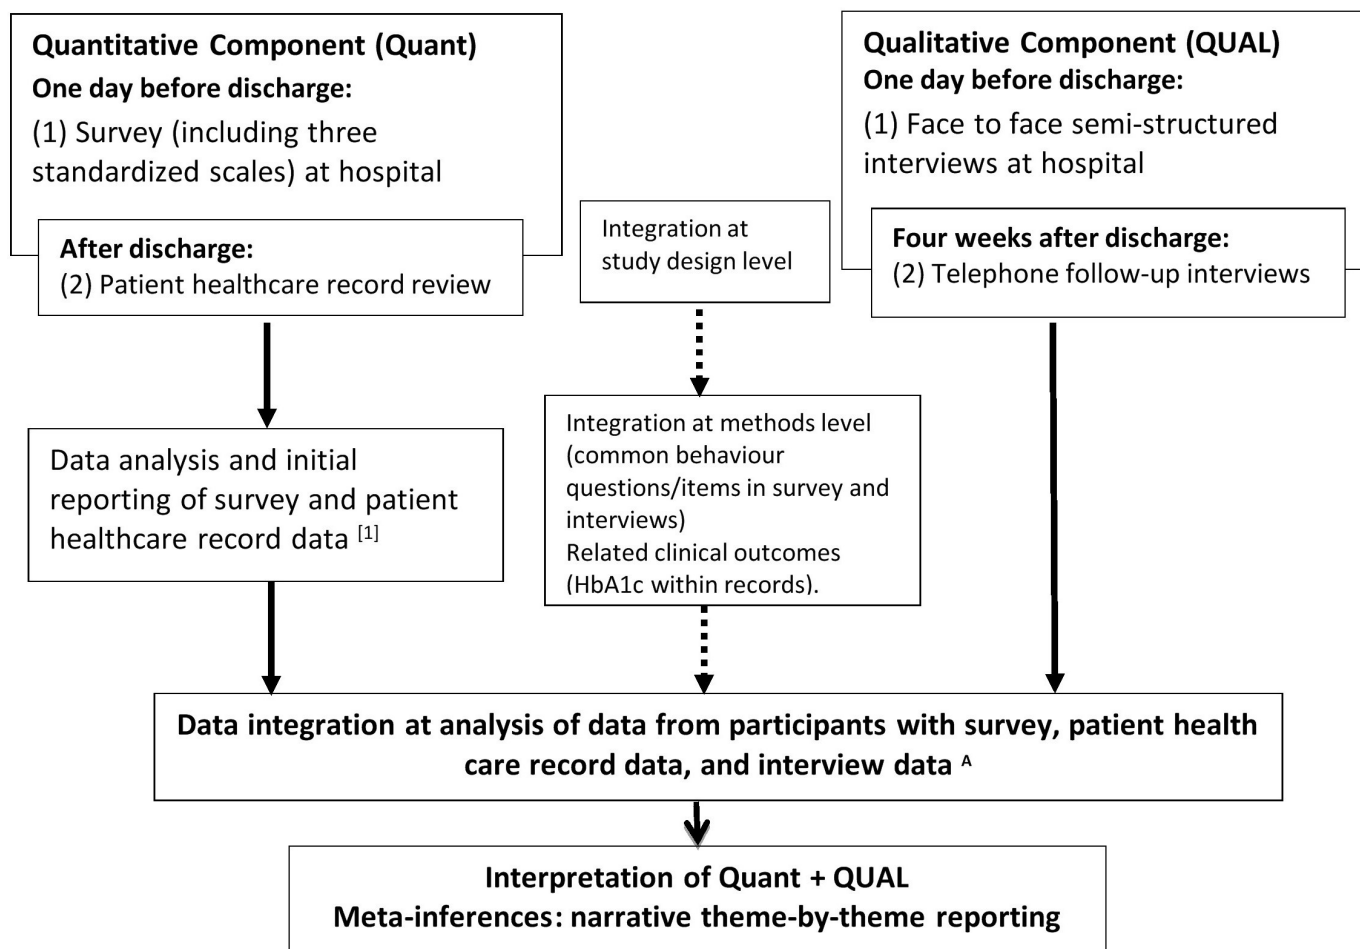 Quantitative Component (Quant)
One day before discharge:
(1) Survey (including three
standardized scales) at hospital
After discharge:
(2) Patient healthcare record review
Integration at
study design level
Qualitative Component (QUAL)
One day before discharge:
(1) Face to face semi-structured
interviews at hospital
Four weeks after discharge:
(2) Telephone follow-up interviews
Data analysis and initial
reporting of survey and patient
healthcare record data [1]
Integration at methods level
(common behaviour
questions/items in survey and
interviews)
Related clinical outcomes
(HbA1c within records).
Data integration at analysis of data from participants with survey, patient health
care record data, and interview data A
Interpretation of Quant + QUAL
Meta-inferences: narrative theme-by-theme reporting